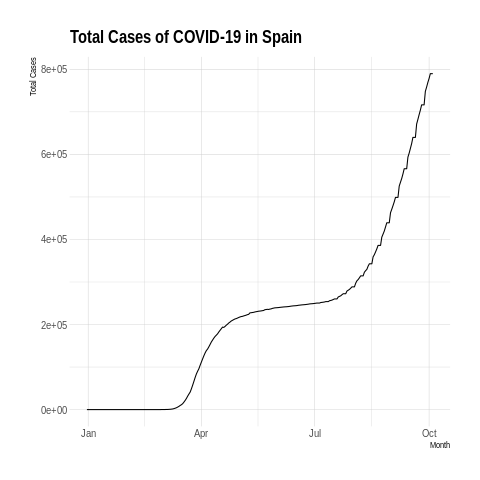 Total Cases of COVID-19 in Spain
Total Cases
8e+05
6e+05
4e+05
2e+05
0e+00
Jan Apr Jul Oct
Month